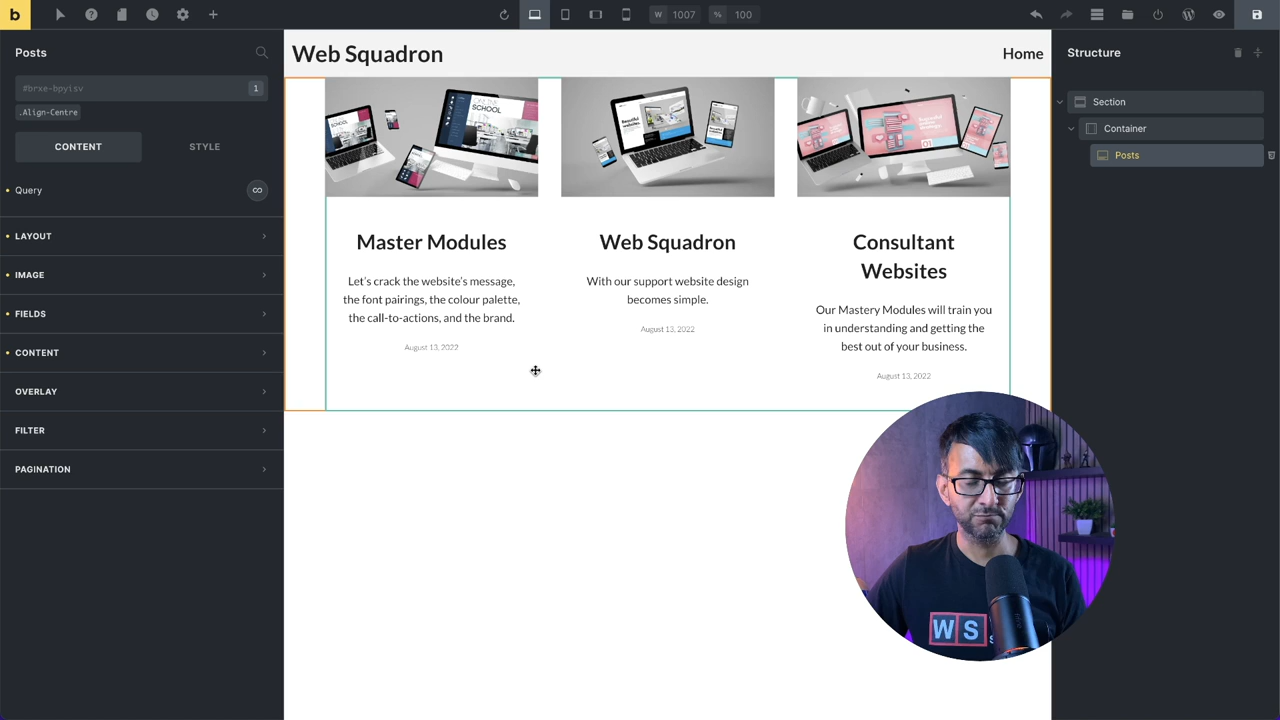 b
W 1007
% 100
Posts
#brxe-bpyisv
1
.Align-Centre
CONTENT
STYLE
Query
LAYOUT
IMAGE
FIELDS
CONTENT
OVERLAY
FILTER
PAGINATION
Web Squadron
Home
SCHOOL
SCHOOL
Master Modules
Let's crack the website's message,
the font pairings, the colour palette,
the call-to-actions, and the brand.
August 13, 2022
Web Squadron
With our support website design
becomes simple.
August 13, 2022
Consultant
Websites
Our Mastery Modules will train you
in understanding and getting the
best out of your business.
August 13, 2022
WS
Structure
Section
Container
Posts